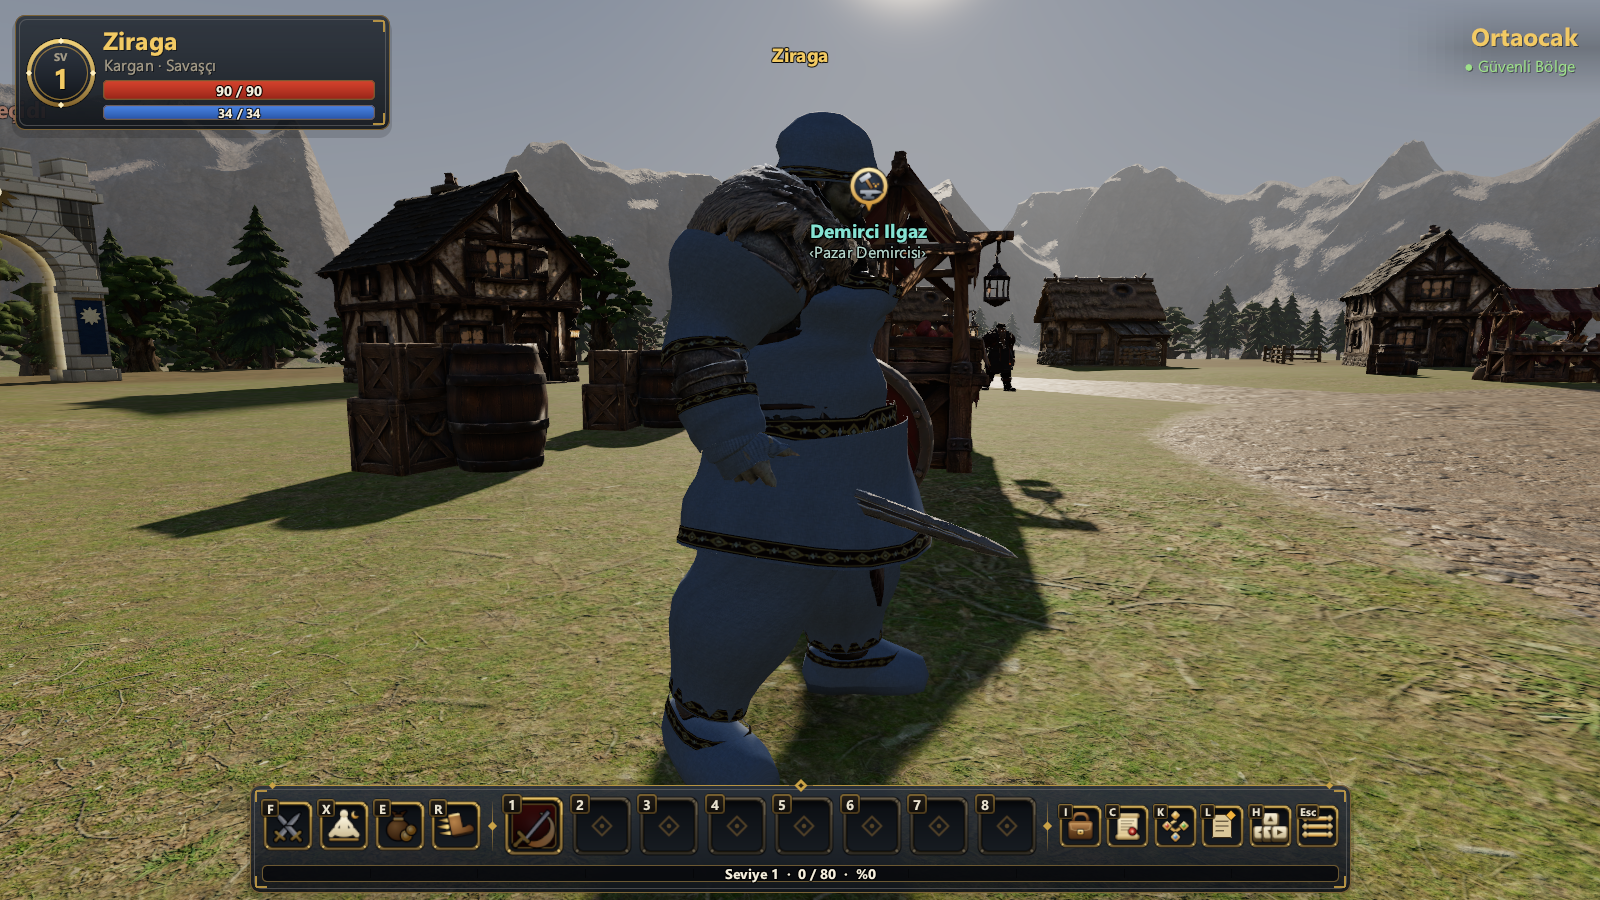 SV
1
Ziraga
Kargan · Savaşçı
90 / 90
34 / 34
Ziraga
Ortaocak
Güvenli Bölge
Demirci Ilgaz
‹Pazar Demircisi›
F
X
E
R
1
2
3
4
5
6
7
8
I
C
K
L
H
Esc
Seviye 1 · 0 / 80 · %0